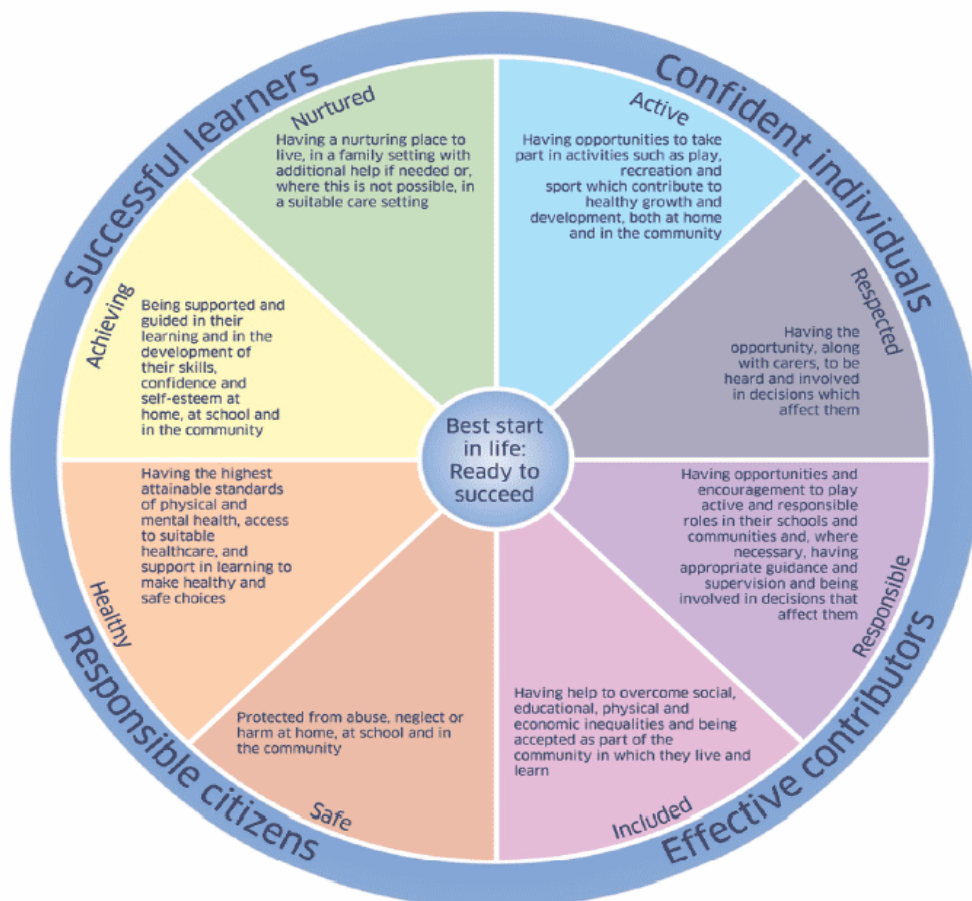 Successful learners
Confident individuals
Nurtured
Having a nurturing place to
live, in a family setting with
additional help if needed or,
where this is not possible, in
a suitable care setting
Active
Having opportunities to take
part in activities such as play,
recreation and
sport which contribute to
healthy growth and
development, both at home
and in the community
Achieving
Being supported and
guided in their
learning and in the
development of
their skills,
confidence and
self-esteem at
home, at school and
in the community
Respected
Having the
opportunity, along
with carers, to be
heard and involved
in decisions which
affect them
Best start
in life:
Ready to
succeed
Healthy
Having the highest
attainable standards
of physical and
mental health, access
to suitable
healthcare, and
support in learning to
make healthy and
safe choices
Responsible
Having opportunities and
encouragement to play
active and responsible
roles in their schools and
communities and, where
necessary, having
appropriate guidance and
supervision and being
involved in decisions that
affect them
Protected from abuse, neglect or
harm at home, at school and in
the community
Safe
Having help to overcome social,
educational, physical and
economic inequalities and being
accepted as part of the
community in which they live and
learn
Included
Responsible citizens
Effective contributors